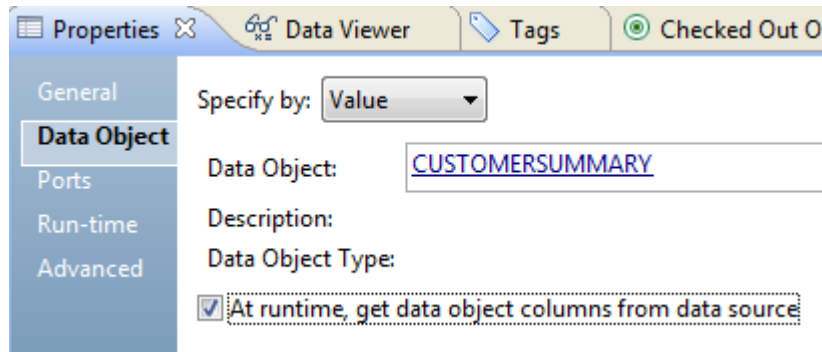 Properties Data Viewer Tags Checked Out O
General
Specify by: Value
Data Object
Data Object: CUSTOMERSUMMARY
Ports
Description:
Run-time
Data Object Type:
Advanced
At runtime, get data object columns from data source